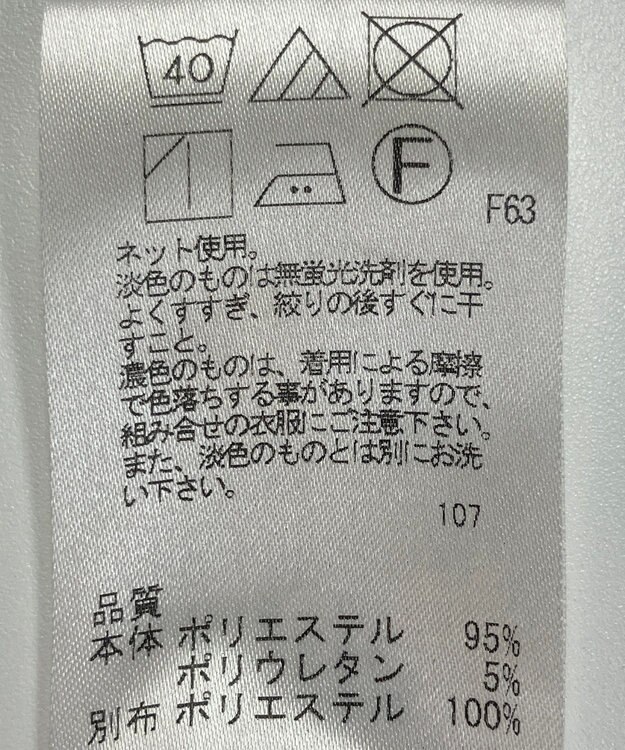 40
F
F63
ネット使用。
淡色のものは無蛍光洗剤を使用。
よくすすぎ、絞りの後すぐに干
すこと。
濃色のものは、着用による摩擦
で色落ちする事がありますので、
組み合せの衣服にご注意下さい。
また、淡色のものとは別にお洗
い下さい。
107
品質
本体 ポリエステル 95%
ポリウレタン 5%
別布 ポリエステル 100%